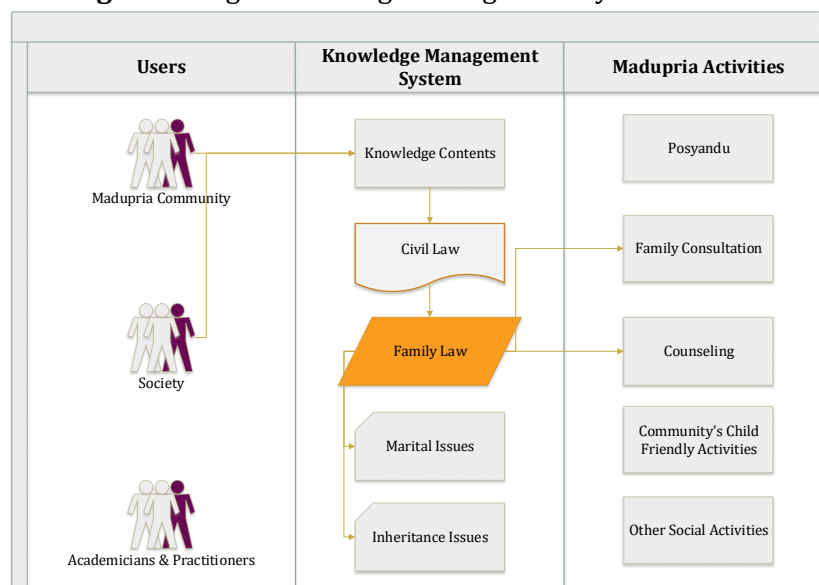 Users
Knowledge Management
System
Madupria Activities
Madupria Community
Knowledge Contents
Posyandu
Civil Law
Family Consultation
Society
Family Law
Counseling
Marital Issues
Community's Child
Friendly Activities
Academicians & Practitioners
Inheritance Issues
Other Social Activities